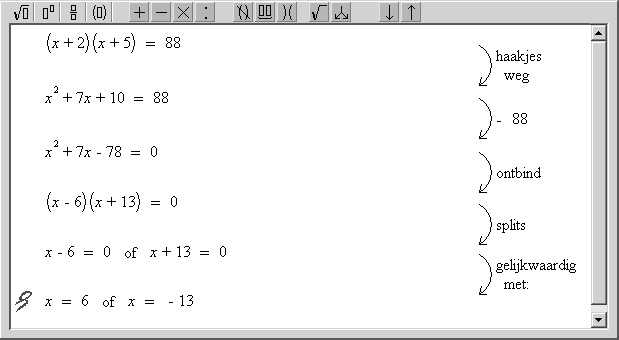 (x + 2)(x + 5) = 88
haakjes
weg
x² + 7x + 10 = 88
- 88
x² + 7x - 78 = 0
ontbind
(x - 6)(x + 13) = 0
splits
x - 6 = 0 of x + 13 = 0
gelijkwaardig
met:
x = 6 of x = - 13